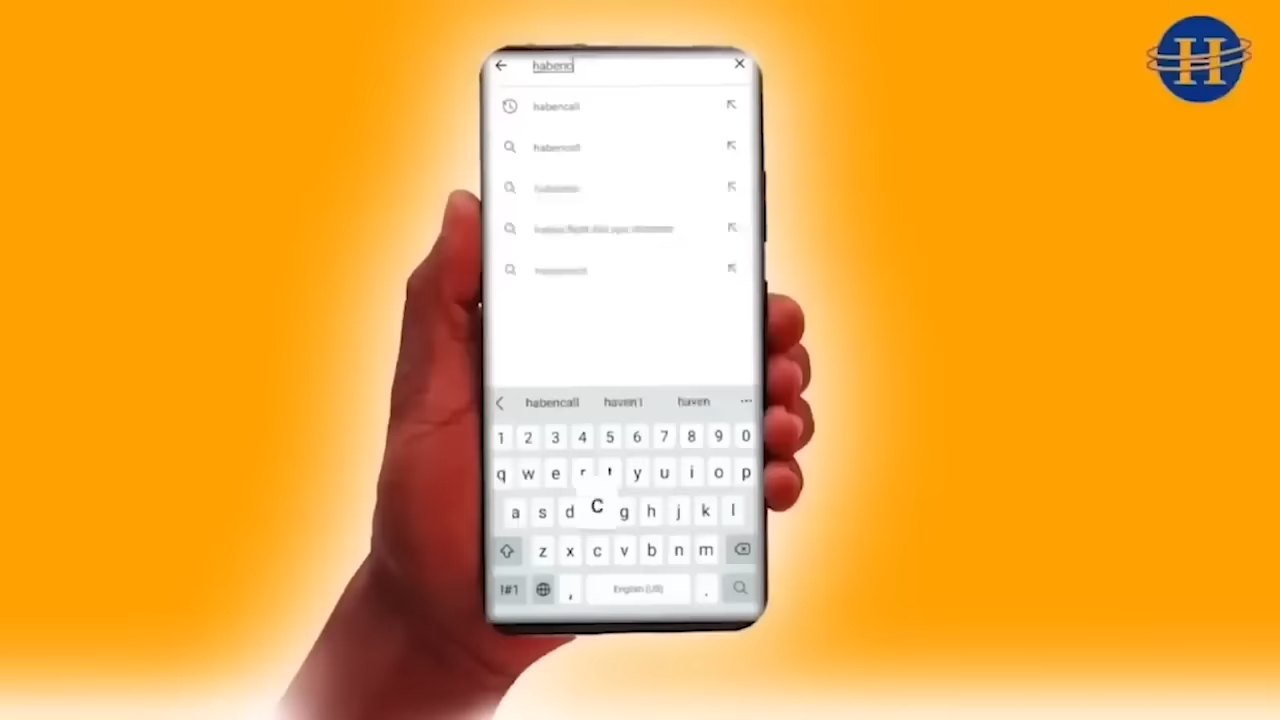 H
habenc
habencall
habencall
habencall haven't haven
1 2 3 4 5 6 7 8 9 0
q w e r t y u i o p
a s d C g h j k l
z x c v b n m
!#1 , English (US) .